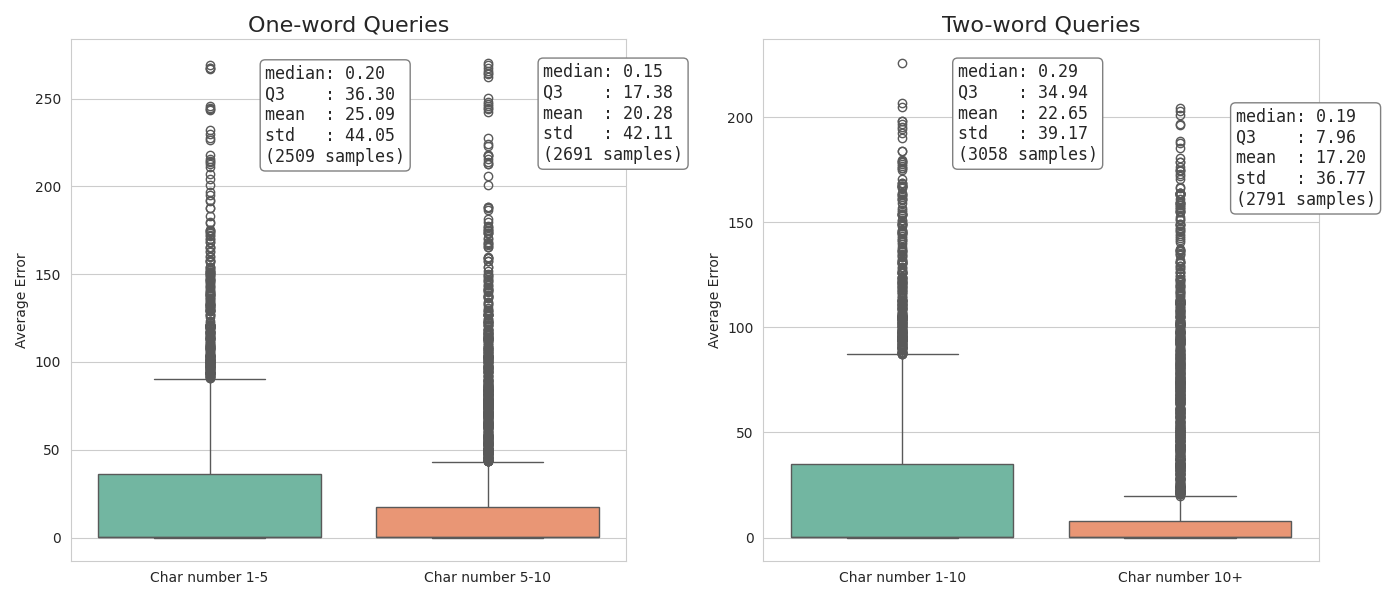 One-word Queries
Average Error
250
200
150
100
50
0
median: 0.20
Q3    : 36.30
mean  : 25.09
std   : 44.05
(2509 samples)
median: 0.15
Q3    : 17.38
mean  : 20.28
std   : 42.11
(2691 samples)
Char number 1-5
Char number 5-10
Two-word Queries
Average Error
200
150
100
50
0
median: 0.29
Q3    : 34.94
mean  : 22.65
std   : 39.17
(3058 samples)
median: 0.19
Q3    : 7.96
mean  : 17.20
std   : 36.77
(2791 samples)
Char number 1-10
Char number 10+